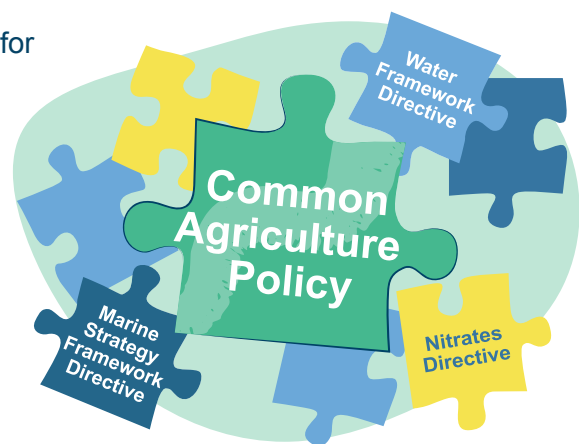 for
Water
Framework
Directive
Common
Agriculture
Policy
Marine
Strategy
Framework
Directive
Nitrates
Directive